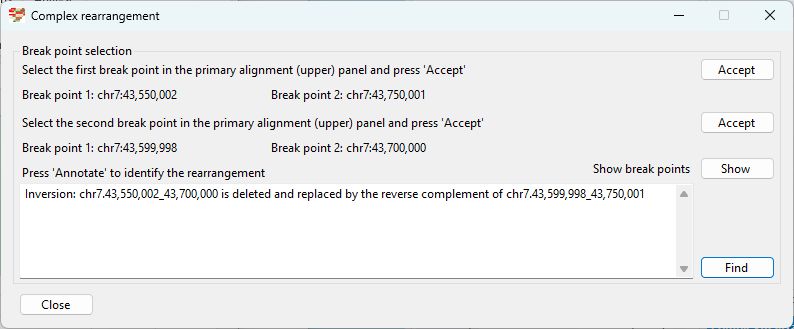 Complex rearrangement
Break point selection
Select the first break point in the primary alignment (upper) panel and press 'Accept'
Accept
Break point 1: chr7:43,550,002 Break point 2: chr7:43,750,001
Select the second break point in the primary alignment (upper) panel and press 'Accept'
Accept
Break point 1: chr7:43,599,998 Break point 2: chr7:43,700,000
Press 'Annotate' to identify the rearrangement
Show break points
Show
Inversion: chr7.43,550,002_43,700,000 is deleted and replaced by the reverse complement of chr7.43,599,998_43,750,001
Find
Close